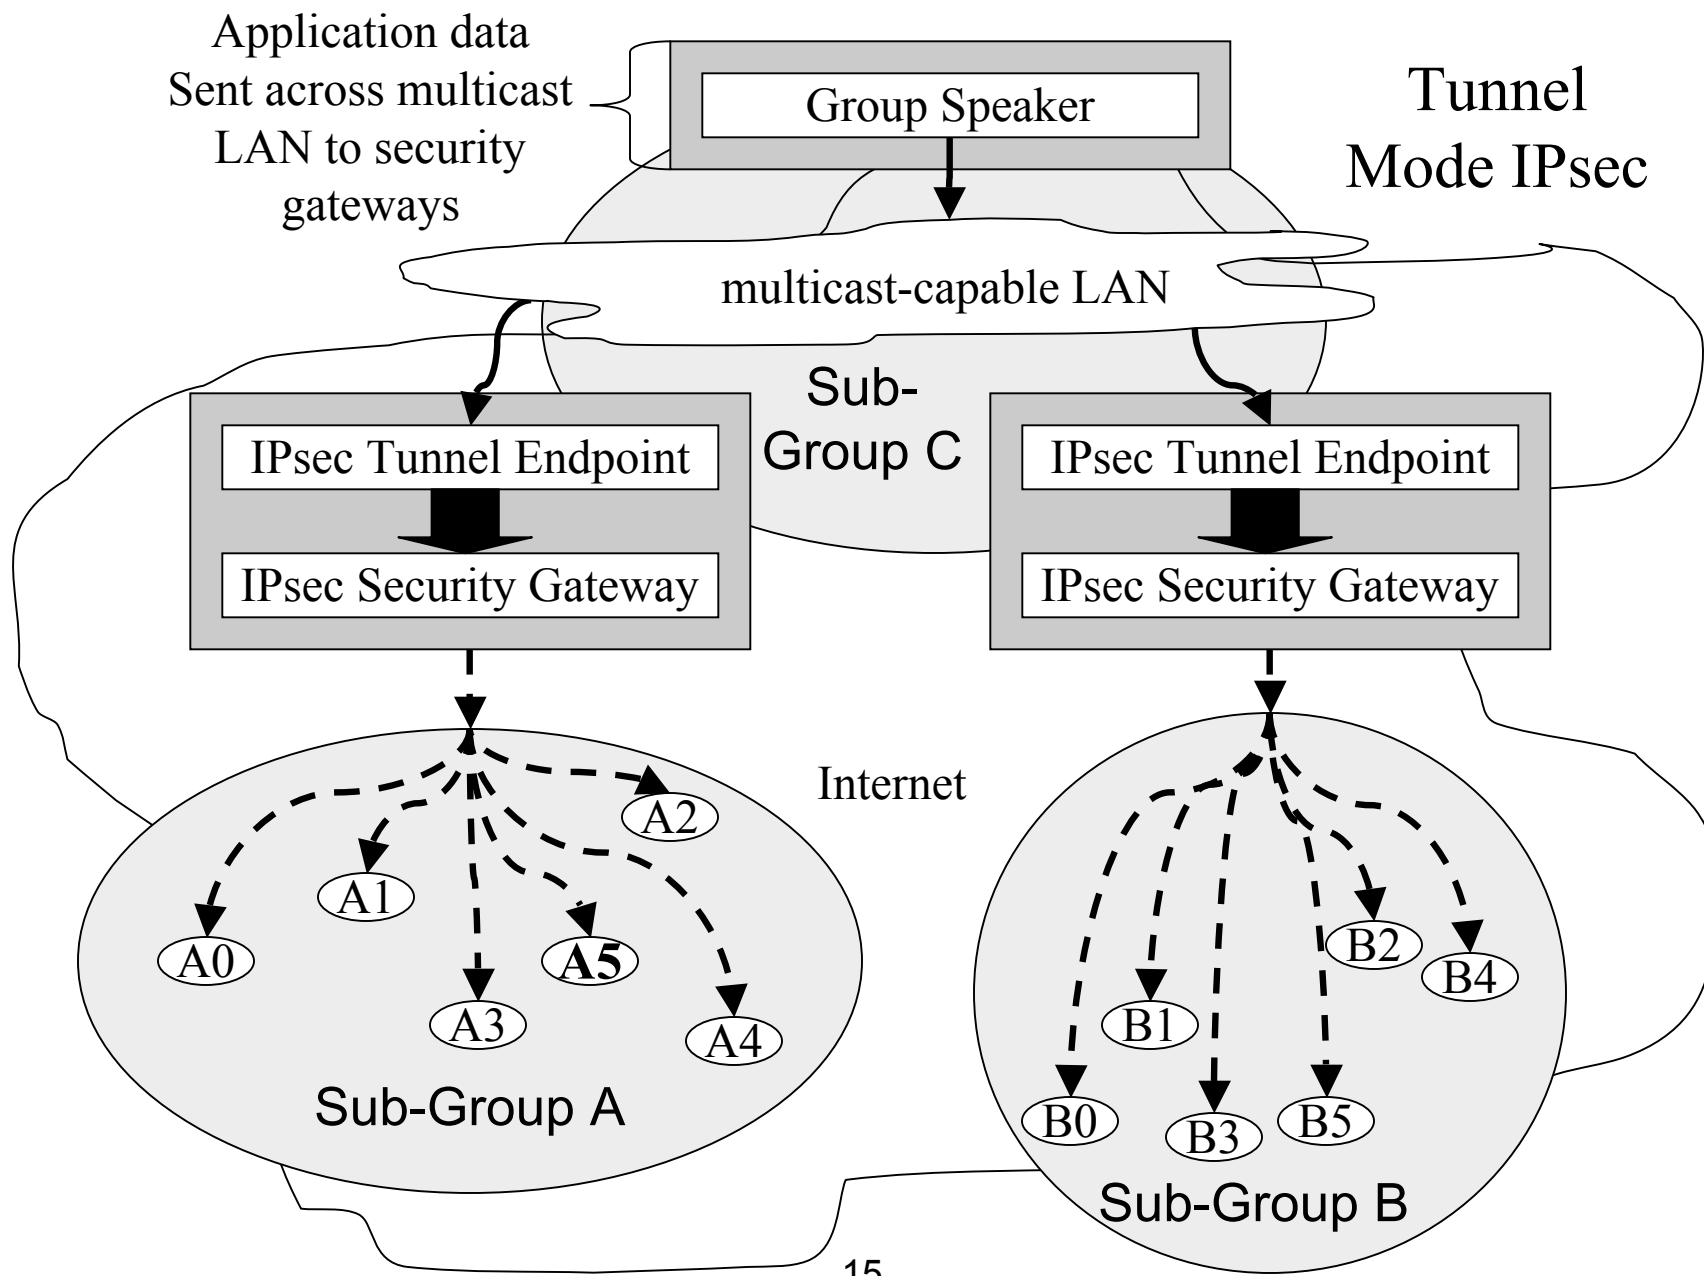 Application data
Sent across multicast
LAN to security
gateways
Group Speaker
Tunnel
Mode IPsec
multicast-capable LAN
Sub-
Group C
IPsec Tunnel Endpoint
IPsec Security Gateway
IPsec Tunnel Endpoint
IPsec Security Gateway
Internet
A2
A1
A0
A5
A3
A4
Sub-Group A
B2
B4
B1
B0
B3
B5
Sub-Group B
15